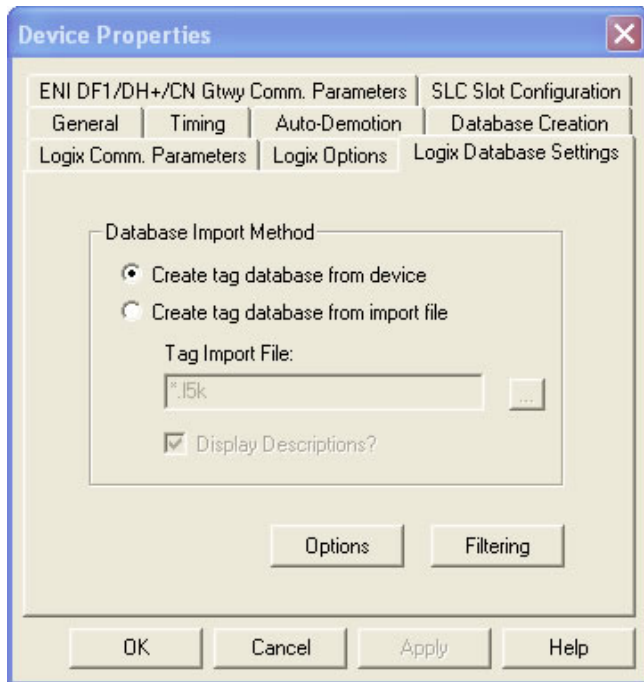 Device Properties
ENI DF1/DH+/CN Gtwy Comm. Parameters
SLC Slot Configuration
General
Timing
Auto-Demotion
Database Creation
Logix Comm. Parameters
Logix Options
Logix Database Settings
Database Import Method
Create tag database from device
Create tag database from import file
Tag Import File:
*.l5k
...
Display Descriptions?
Options
Filtering
OK
Cancel
Apply
Help